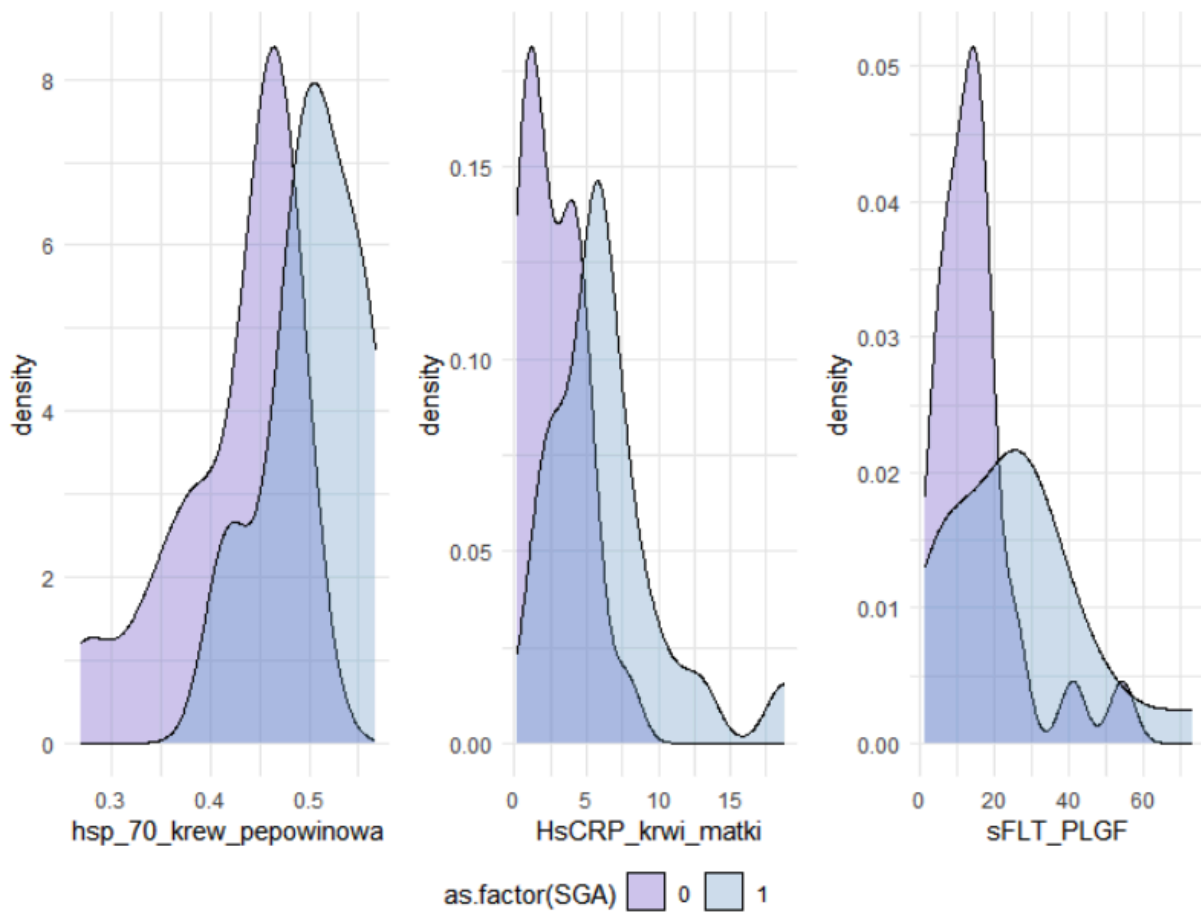 density
8
6
4
2
0
0.3 0.4 0.5
hsp_70_krew_pepowinowa
density
0.15
0.10
0.05
0.00
0 5 10 15
HsCRP_krwi_matki
density
0.05
0.04
0.03
0.02
0.01
0.00
0 20 40 60
sFLT_PLGF
as.factor(SGA) 0 1